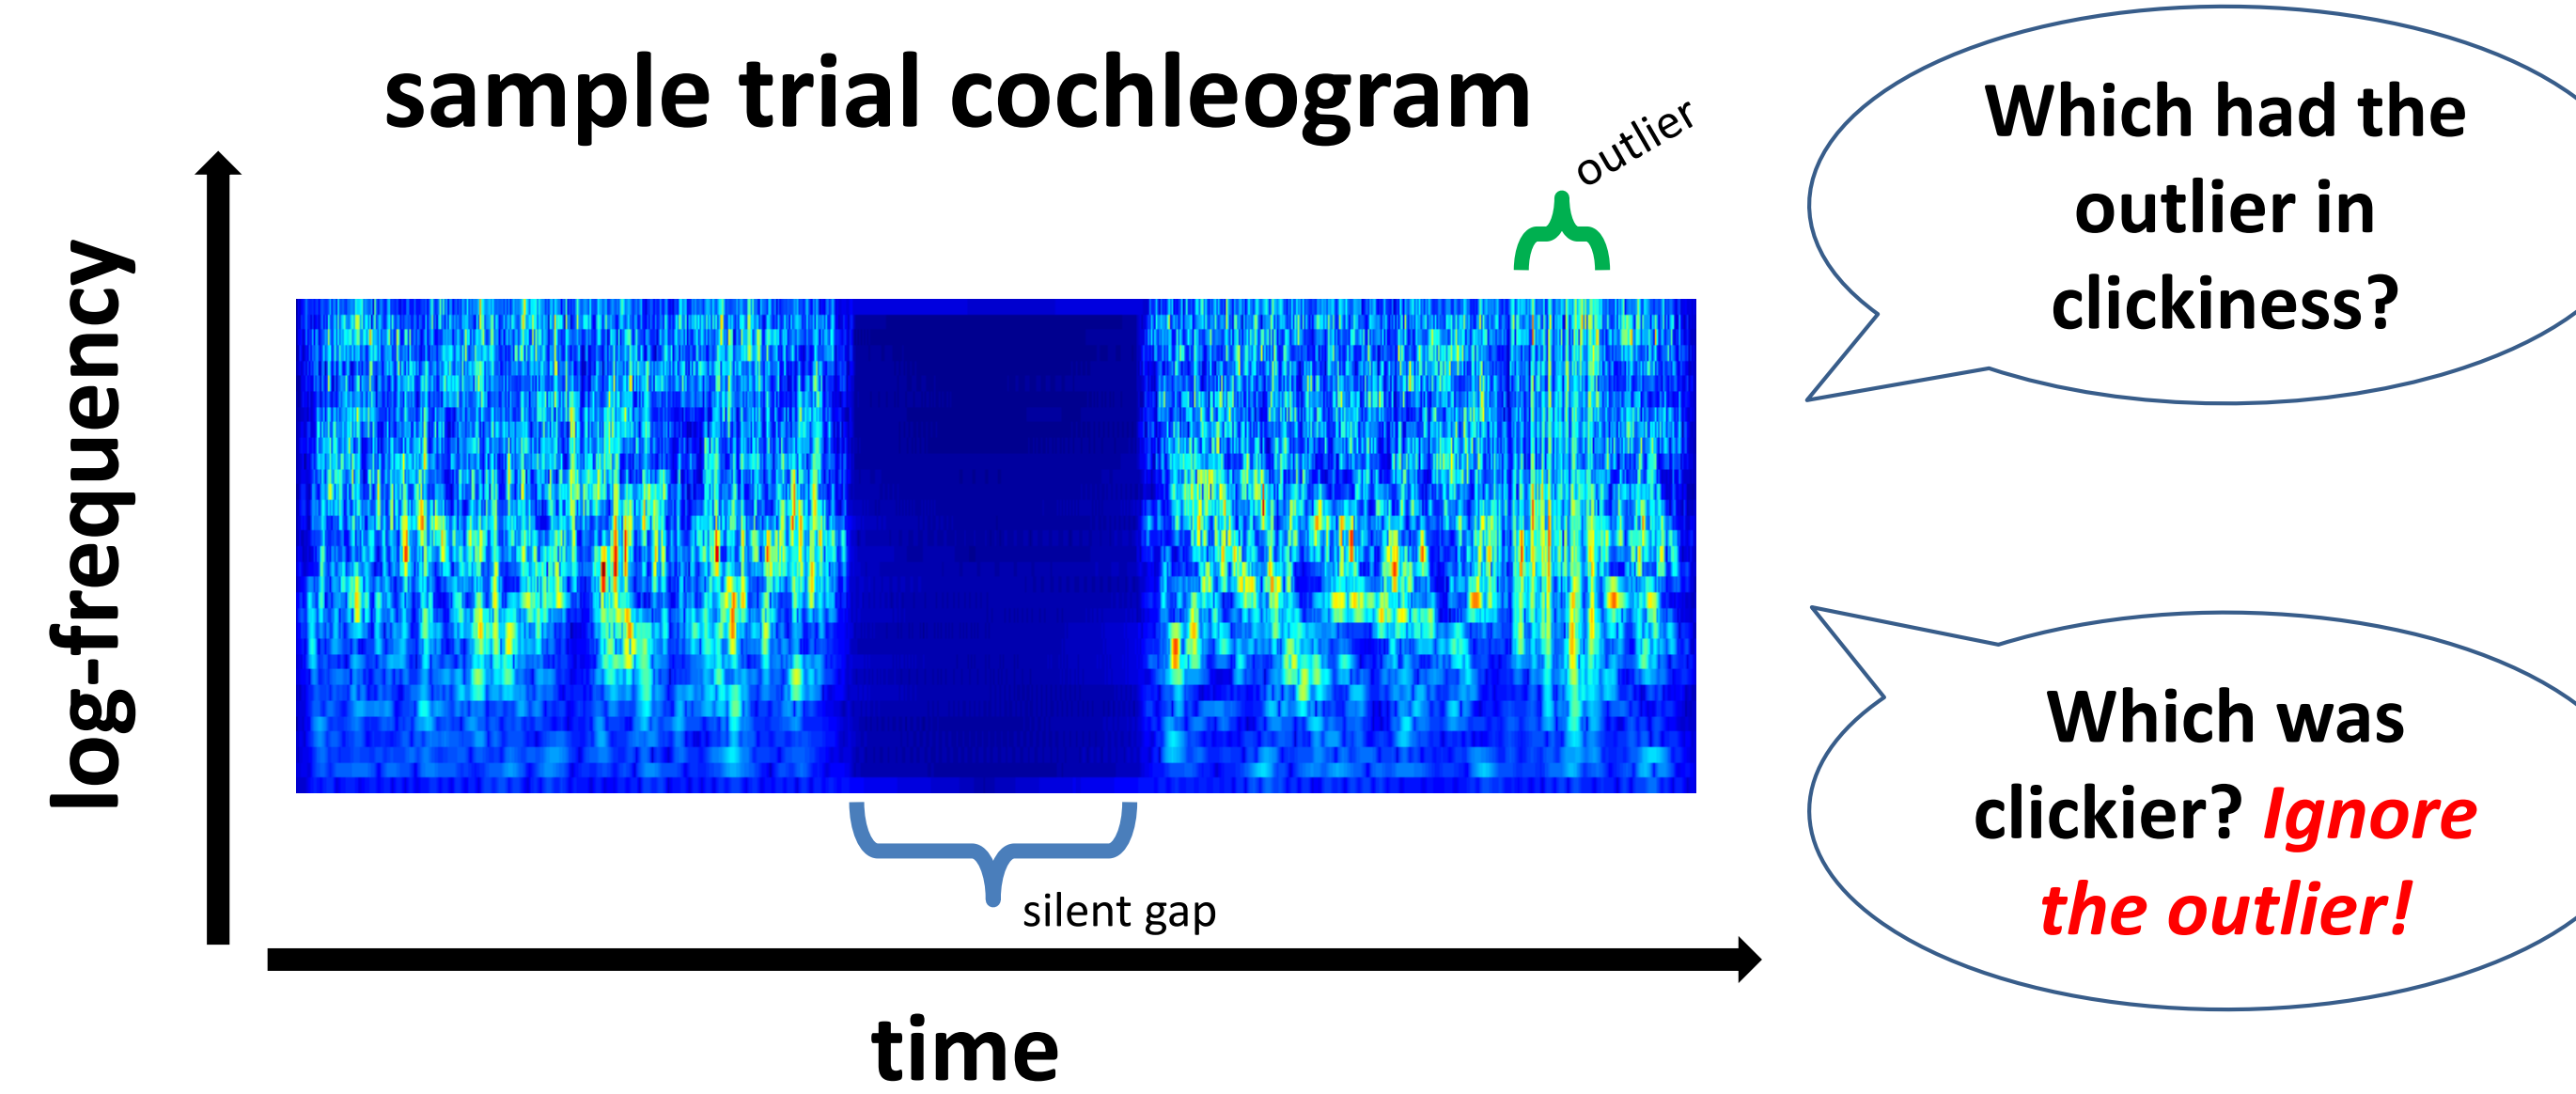 sample trial cochleogram
outlier
log-frequency
silent gap
time
Which had the
outlier in
clickiness?
Which was
clickier? Ignore
the outlier!